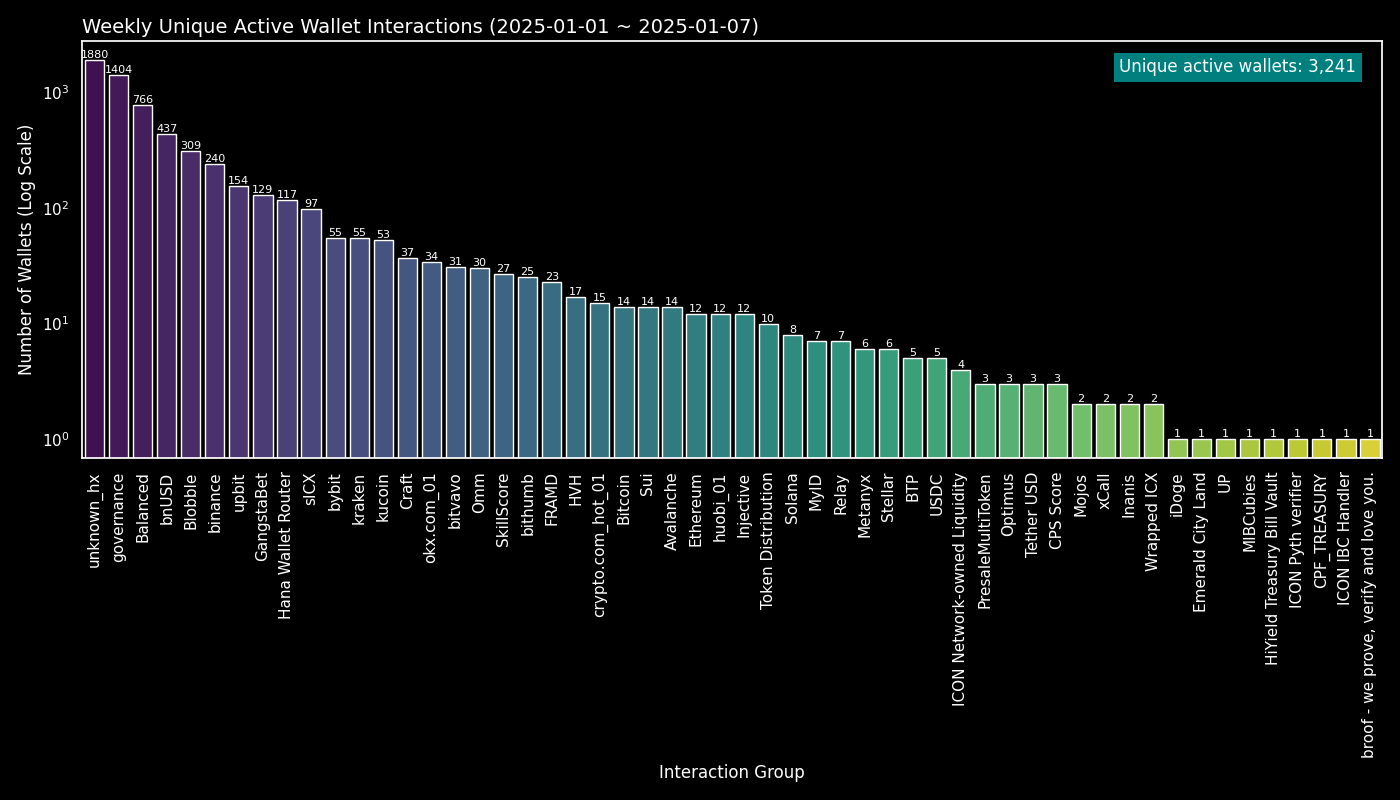 Weekly Unique Active Wallet Interactions (2025-01-01 ~ 2025-01-07)
Unique active wallets: 3,241
Number of Wallets (Log Scale)
10³
10²
10¹
10⁰
1880
1404
766
437
309
240
154
129
117
97
55
55
53
37
34
31
30
27
25
23
17
15
14
14
14
12
12
12
10
8
7
7
6
6
5
5
4
3
3
3
3
2
2
2
2
1
1
1
1
1
1
1
1
1
unknown_hx
governance
Balanced
bnUSD
Blobble
binance
upbit
GangstaBet
Hana Wallet Router
sICX
bybit
kraken
kucoin
Craft
okx.com_01
bitvavo
Omm
SkillScore
bithumb
FRAMD
HVH
crypto.com_hot_01
Bitcoin
Sui
Avalanche
Ethereum
huobi_01
Injective
Token Distribution
Solana
MyID
Relay
Metanyx
Stellar
BTP
USDC
ICON Network-owned Liquidity
PresaleMultiToken
Optimus
Tether USD
CPS Score
Mojos
xCall
Inanis
Wrapped ICX
iDoge
Emerald City Land
UP
MIBCubies
HiYield Treasury Bill Vault
ICON Pyth verifier
CPF_TREASURY
ICON IBC Handler
broof - we prove, verify and love you.
Interaction Group